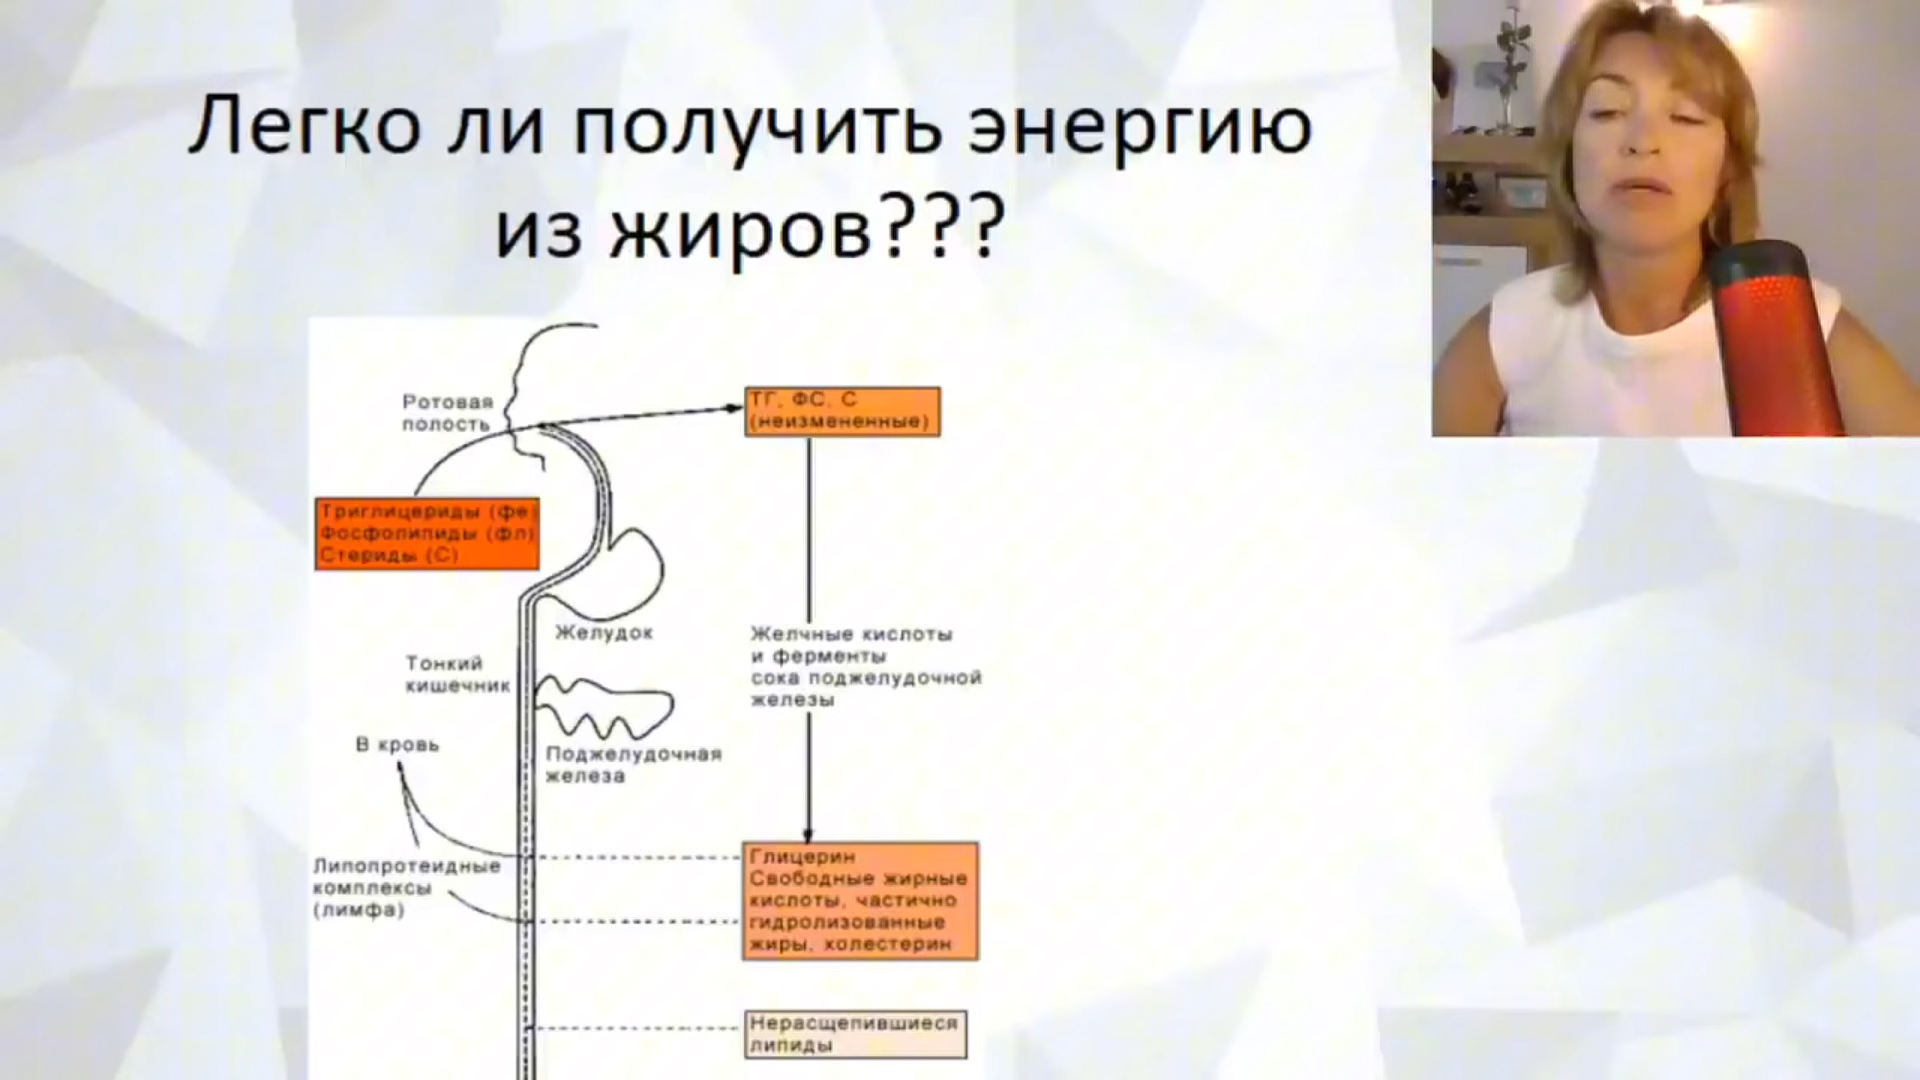 Легко ли получить энергию
из жиров???
Ротовая
полость
ТГ, ФС, С
(неизмененные)
Триглицериды (фе)
Фосфолипиды (фл)
Стериды (С)
Желудок
Желчные кислоты
и ферменты
сока поджелудочной
железы
Тонкий
кишечник
В кровь
Поджелудочная
железа
Липопротеидные
комплексы
(лимфа)
Глицерин
Свободные жирные
кислоты, частично
гидролизованные
жиры, холестерин
Нерасщепившиеся
липиды